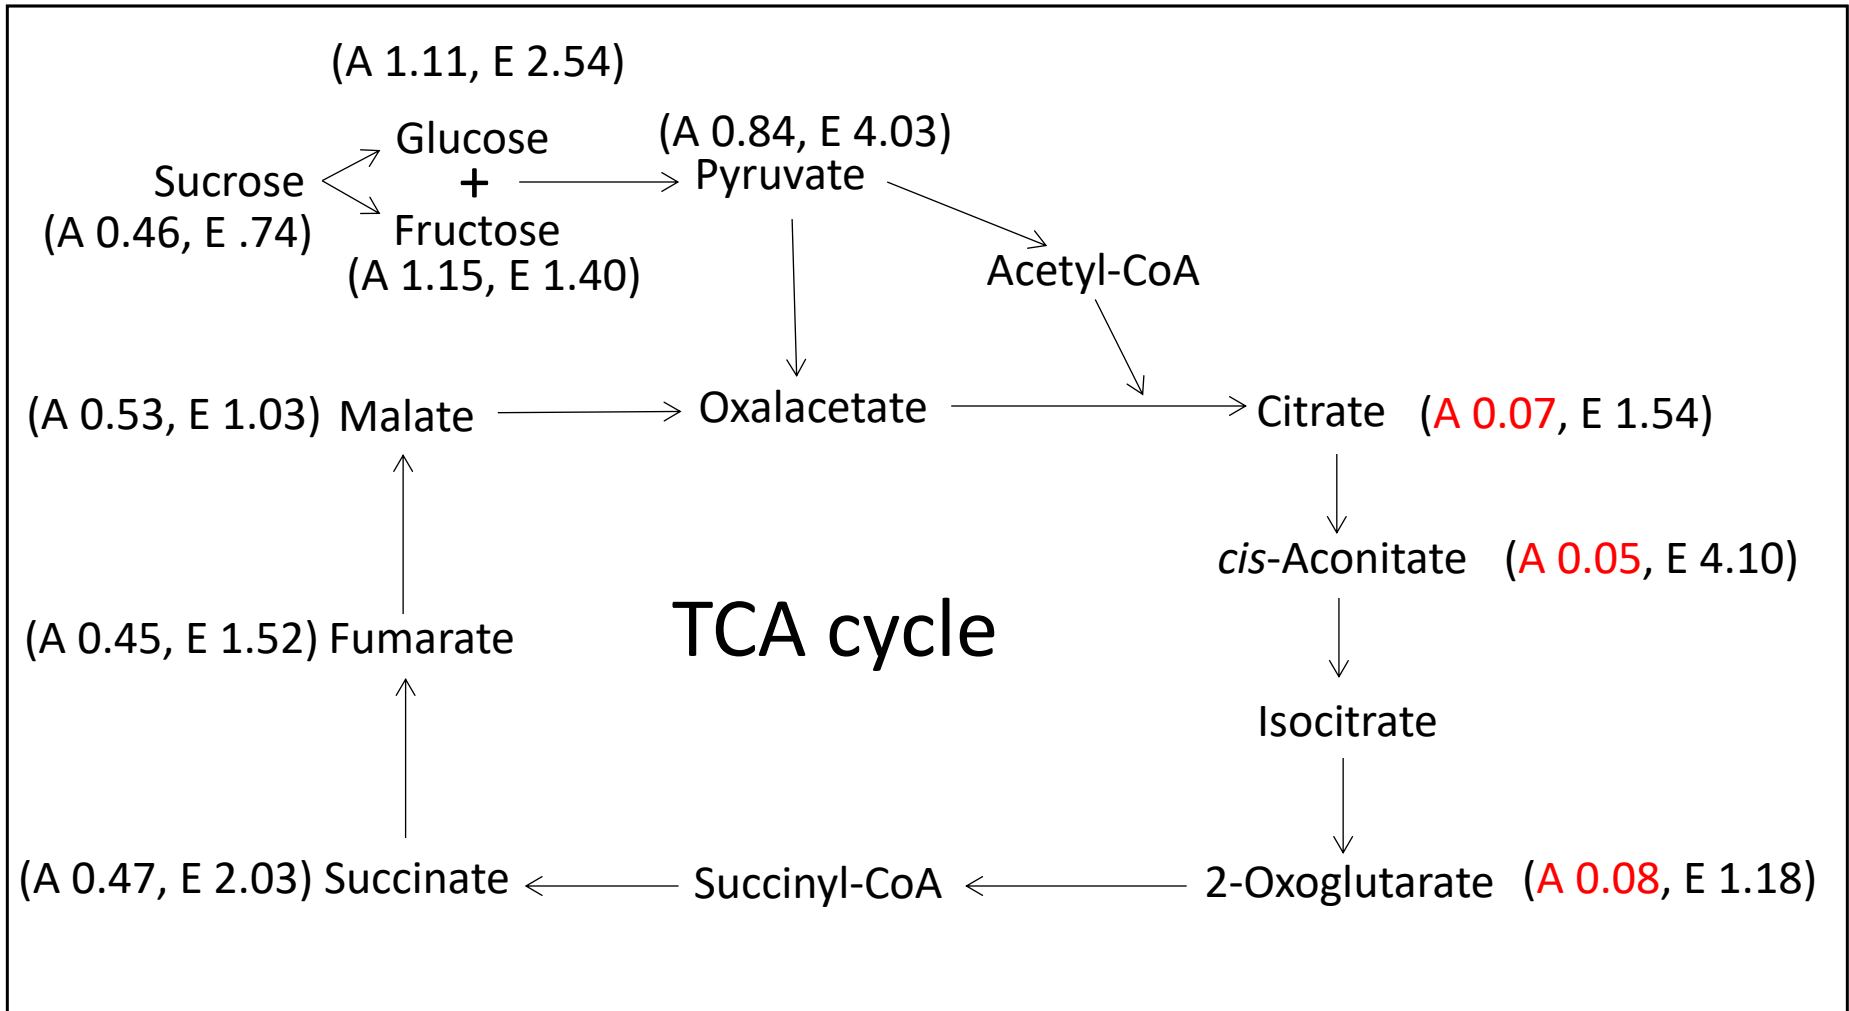 (A 1.11, E 2.54)
Glucose
(A 0.84, E 4.03)
Sucrose
+
Pyruvate
(A 0.46, E .74)
Fructose
(A 1.15, E 1.40)
Acetyl-CoA
(A 0.53, E 1.03) Malate
Oxalacetate
Citrate (A 0.07, E 1.54)
cis-Aconitate (A 0.05, E 4.10)
(A 0.45, E 1.52) Fumarate
TCA cycle
Isocitrate
(A 0.47, E 2.03) Succinate
Succinyl-CoA
2-Oxoglutarate (A 0.08, E 1.18)